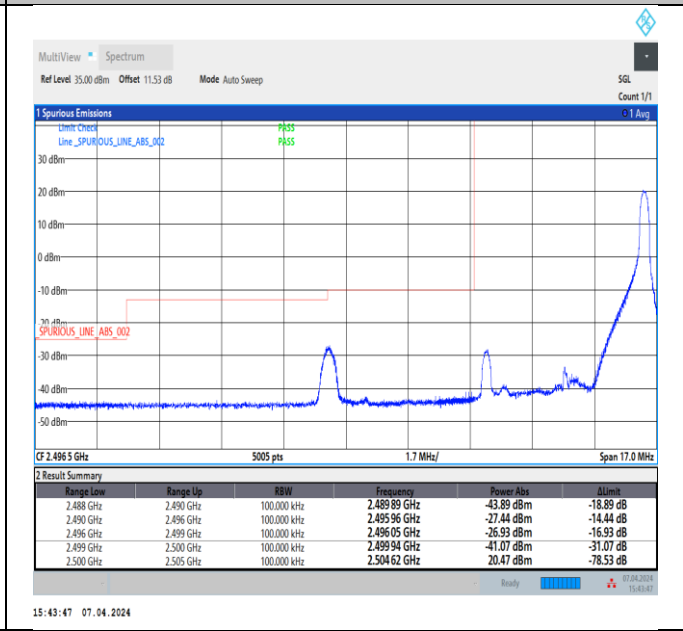 MultiView Spectrum
Ref Level 35.00 dBm Offset 11.53 dB Mode Auto Sweep SGL
Count 1/1
1 Spurious Emissions 1 Avg
Limit Check PASS
Line _SPURIOUS_LINE_ABS_002 PASS
30 dBm
20 dBm
10 dBm
0 dBm
-10 dBm
-20 dBm
_SPURIOUS_LINE_ABS_002
-30 dBm
-40 dBm
-50 dBm
CF 2.496 5 GHz 5005 pts 1.7 MHz/ Span 17.0 MHz
2 Result Summary
Range Low Range Up RBW Frequency Power Abs ΔLimit
2.488 GHz 2.490 GHz 100.000 kHz 2.489 89 GHz -43.89 dBm -18.89 dB
2.490 GHz 2.496 GHz 100.000 kHz 2.495 96 GHz -27.44 dBm -14.44 dB
2.496 GHz 2.499 GHz 100.000 kHz 2.496 05 GHz -26.93 dBm -16.93 dB
2.499 GHz 2.500 GHz 100.000 kHz 2.499 94 GHz -41.07 dBm -31.07 dB
2.500 GHz 2.505 GHz 100.000 kHz 2.504 62 GHz 20.47 dBm -78.53 dB
Ready 07.04.2024
15:43:47
15:43:47 07.04.2024